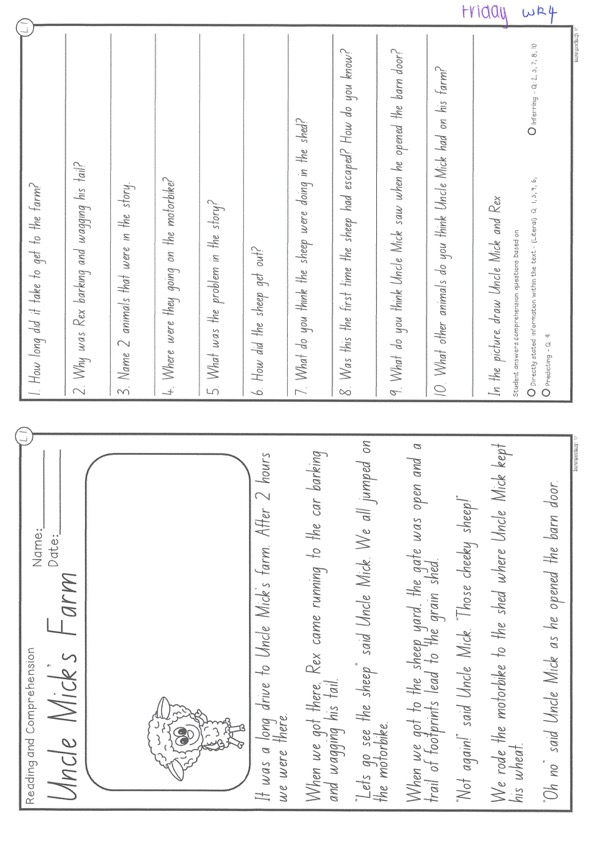 Friday WK4
L1
Reading and Comprehension
Name:
Date:
Uncle Mick's Farm
It was a long drive to Uncle Mick's farm. After 2 hours
we were there.
When we got there, Rex came running to the car barking
and wagging his tail.
"Lets go see the sheep" said Uncle Mick. We all jumped on
the motorbike.
When we got to the sheep yard, the gate was open and a
trail of footprints lead to the grain shed.
"Not again!" said Uncle Mick. "Those cheeky sheep!"
We rode the motorbike to the shed where Uncle Mick kept
his wheat.
"Oh no" said Uncle Mick as he opened the barn door.
L1
1. How long did it take to get to the farm?
2. Why was Rex barking and wagging his tail?
3. Name 2 animals that were in the story.
4. Where were they going on the motorbike?
5. What was the problem in the story?
6. How did the sheep get out?
7. What do you think the sheep were doing in the shed?
8. Was this the first time the sheep had escaped? How do you know?
9. What do you think Uncle Mick saw when he opened the barn door?
10. What other animals do you think Uncle Mick had on his farm?
In the picture, draw Uncle Mick and Rex
Student answers comprehension questions based on
Directly stated information within the text - (Literal) Q. 1, 3, 4, 6,
Inferring - Q. 2, 5, 7, 8, 10
Predicting - Q. 9